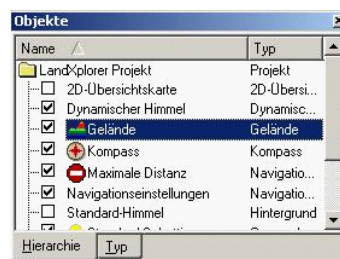 Objekte
Name Typ
LandXplorer Projekt Projekt
2D-Übersichtskarte 2D-Übersi...
Dynamischer Himmel Dynamisc...
Gelände Gelände
Kompass Kompass
Maximale Distanz Navigatio...
Navigationseinstellungen Navigatio...
Standard-Himmel Hintergrund
Hierarchie Typ